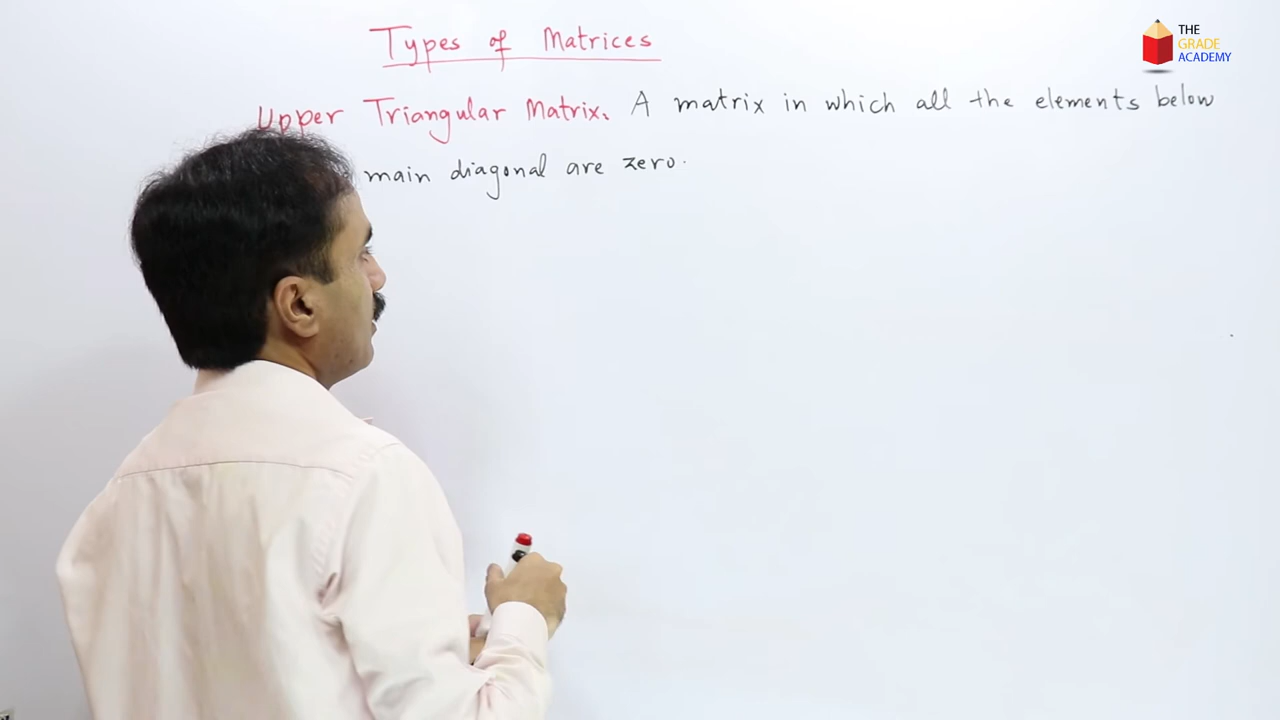 Types of Matrices
THE
GRADE
ACADEMY
Upper Triangular Matrix. A matrix in which all the elements below
main diagonal are zero.